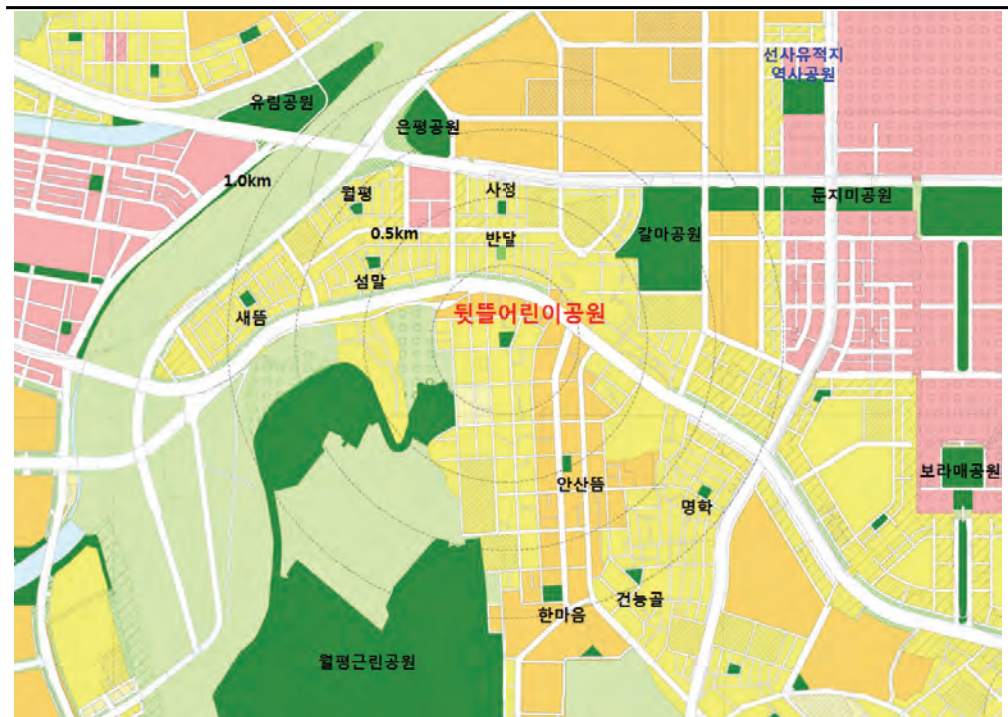 선사유적지
역사공원
유림공원
은평공원
1.0km
월평
사정
둔지미공원
0.5km
반달
갈마공원
섬말
새뜸
뒷뜰어린이공원
보라매공원
안산뜸
명학
건능골
한마음
월평근린공원